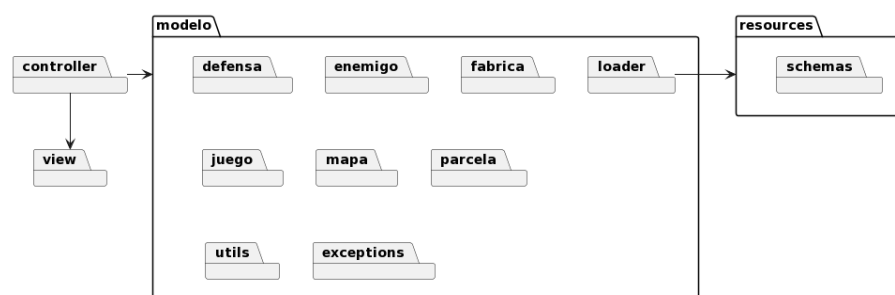 modelo
resources
controller
defensa
enemigo
fabrica
loader
schemas
view
juego
mapa
parcela
utils
exceptions